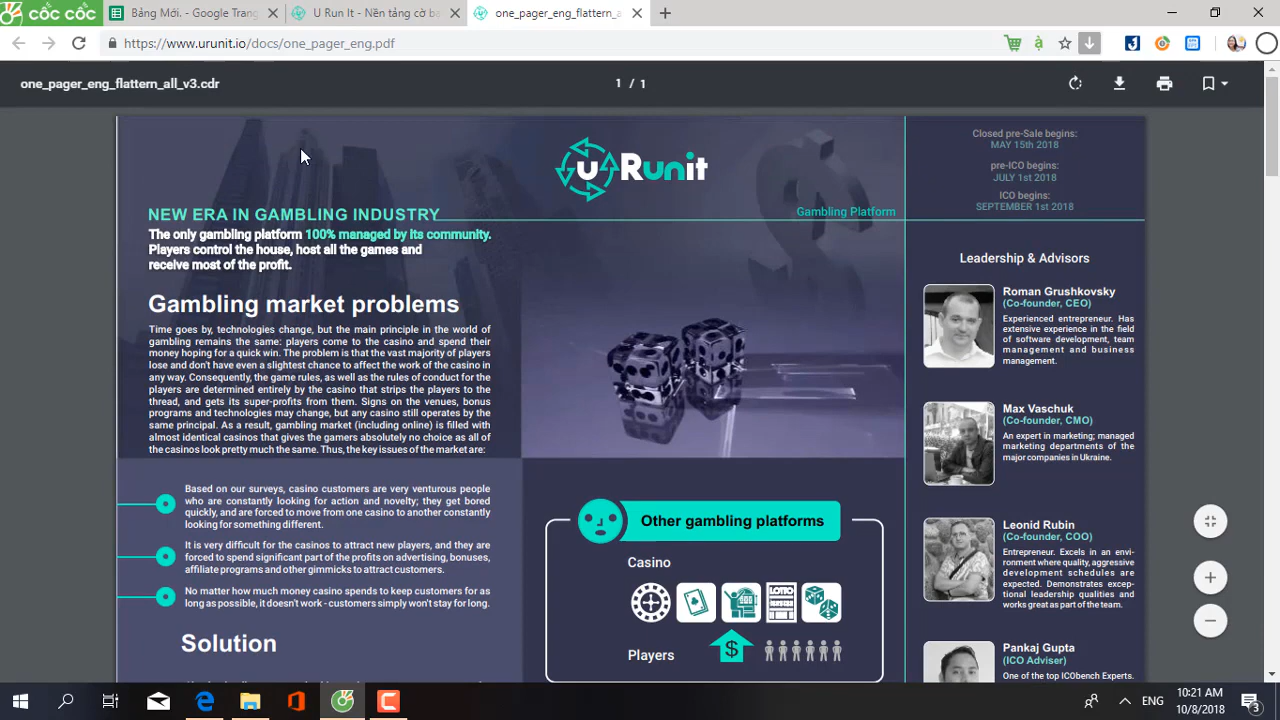 cốc cốc
Bảng Mới. - Google Trang
U Run It - Nền tảng cờ bạ
one_pager_eng_flattern_a
https://www.urunit.io/docs/one_pager_eng.pdf
one_pager_eng_flattern_all_v3.cdr
1 / 1
uRunit
Gambling Platform
NEW ERA IN GAMBLING INDUSTRY
The only gambling platform 100% managed by its community.
Players control the house, host all the games and
receive most of the profit.
Gambling market problems
Time goes by, technologies change, but the main principle in the world of
gambling remains the same: players come to the casino and spend their
money hoping for a quick win. The problem is that the vast majority of players
lose and don't have even a slightest chance to affect the work of the casino in
any way. Consequently, the game rules, as well as the rules of conduct for the
players are determined entirely by the casino that strips the players to the
thread, and gets its super-profits from them. Signs on the venues, bonus
programs and technologies may change, but any casino still operates by the
same principal. As a result, gambling market (including online) is filled with
almost identical casinos that gives the gamers absolutely no choice as all of
the casinos look pretty much the same. Thus, the key issues of the market are:
Based on our surveys, casino customers are very venturous people
who are constantly looking for action and novelty; they get bored
quickly, and are forced to move from one casino to another constantly
looking for something different.
It is very difficult for the casinos to attract new players, and they are
forced to spend significant part of the profits on advertising, bonuses,
affiliate programs and other gimmicks to attract customers.
No matter how much money casino spends to keep customers for as
long as possible, it doesn't work - customers simply won't stay for long.
Solution
Other gambling platforms
Casino
LOTTO
$
Players
Closed pre-Sale begins:
MAY 15th 2018
pre-ICO begins:
JULY 1st 2018
ICO begins:
SEPTEMBER 1st 2018
Leadership & Advisors
Roman Grushkovsky
(Co-founder, CEO)
Experienced entrepreneur. Has
extensive experience in the field
of software development, team
management and business
management.
Max Vaschuk
(Co-founder, CMO)
An expert in marketing; managed
marketing departments of the
major companies in Ukraine.
Leonid Rubin
(Co-founder, COO)
Entrepreneur. Excels in an envi-
ronment where quality, aggressive
development schedules are
expected. Demonstrates excep-
tional leadership qualities and
works great as part of the team.
Pankaj Gupta
(ICO Adviser)
One of the top ICObench Experts.
ENG
10:21 AM
10/8/2018
3